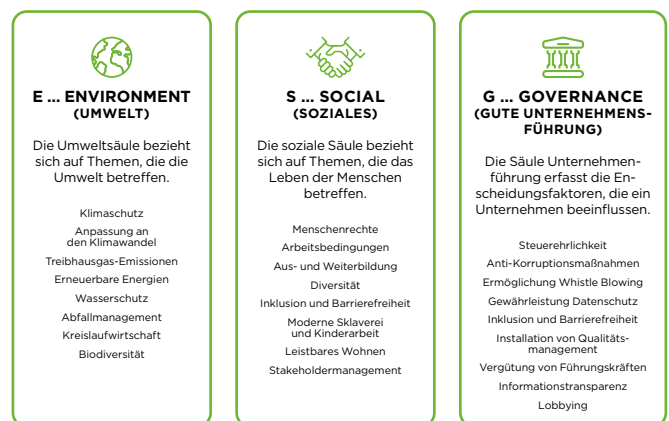 E ... ENVIRONMENT
(UMWELT)
Die Umweltsäule bezieht
sich auf Themen, die die
Umwelt betreffen.
Klimaschutz
Anpassung an
den Klimawandel
Treibhausgas-Emissionen
Erneuerbare Energien
Wasserschutz
Abfallmanagement
Kreislaufwirtschaft
Biodiversität
S ... SOCIAL
(SOZIALES)
Die soziale Säule bezieht
sich auf Themen, die das
Leben der Menschen
betreffen.
Menschenrechte
Arbeitsbedingungen
Aus- und Weiterbildung
Diversität
Inklusion und Barrierefreiheit
Moderne Sklaverei
und Kinderarbeit
Leistbares Wohnen
Stakeholdermanagement
G ... GOVERNANCE
(GUTE UNTERNEHMENS-
FÜHRUNG)
Die Säule Unternehmen-
führung erfasst die En-
scheidungsfaktoren, die ein
Unternehmen beeinflussen.
Steuerehrlichkeit
Anti-Korruptionsmaßnahmen
Ermöglichung Whistle Blowing
Gewährleistung Datenschutz
Inklusion und Barrierefreiheit
Installation von Qualitäts-
management
Vergütung von Führungskräften
Informationstransparenz
Lobbying